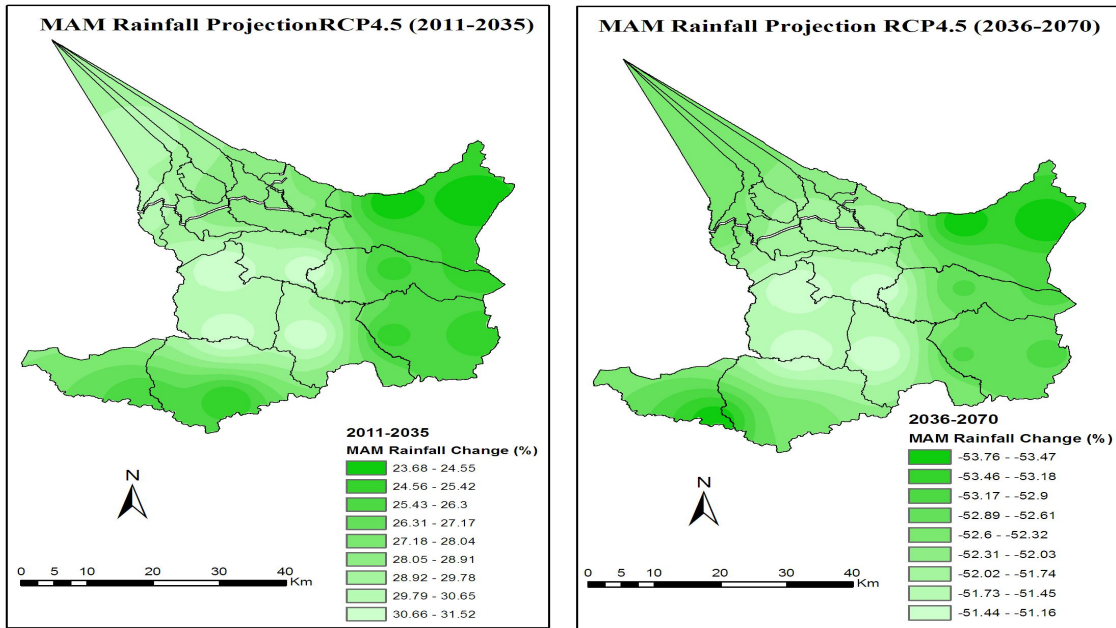 MAM Rainfall ProjectionRCP4.5 (2011-2035)
2011-2035
MAM Rainfall Change (%)
23.68 - 24.55
24.56 - 25.42
25.43 - 26.3
26.31 - 27.17
27.18 - 28.04
28.05 - 28.91
28.92 - 29.78
29.79 - 30.65
30.66 - 31.52
N
0 5 10 20 30 40
Km
MAM Rainfall Projection RCP4.5 (2036-2070)
2036-2070
MAM Rainfall Change (%)
-53.76 - -53.47
-53.46 - -53.18
-53.17 - -52.9
-52.89 - -52.61
-52.6 - -52.32
-52.31 - -52.03
-52.02 - -51.74
-51.73 - -51.45
-51.44 - -51.16
N
0 5 10 20 30 40
Km